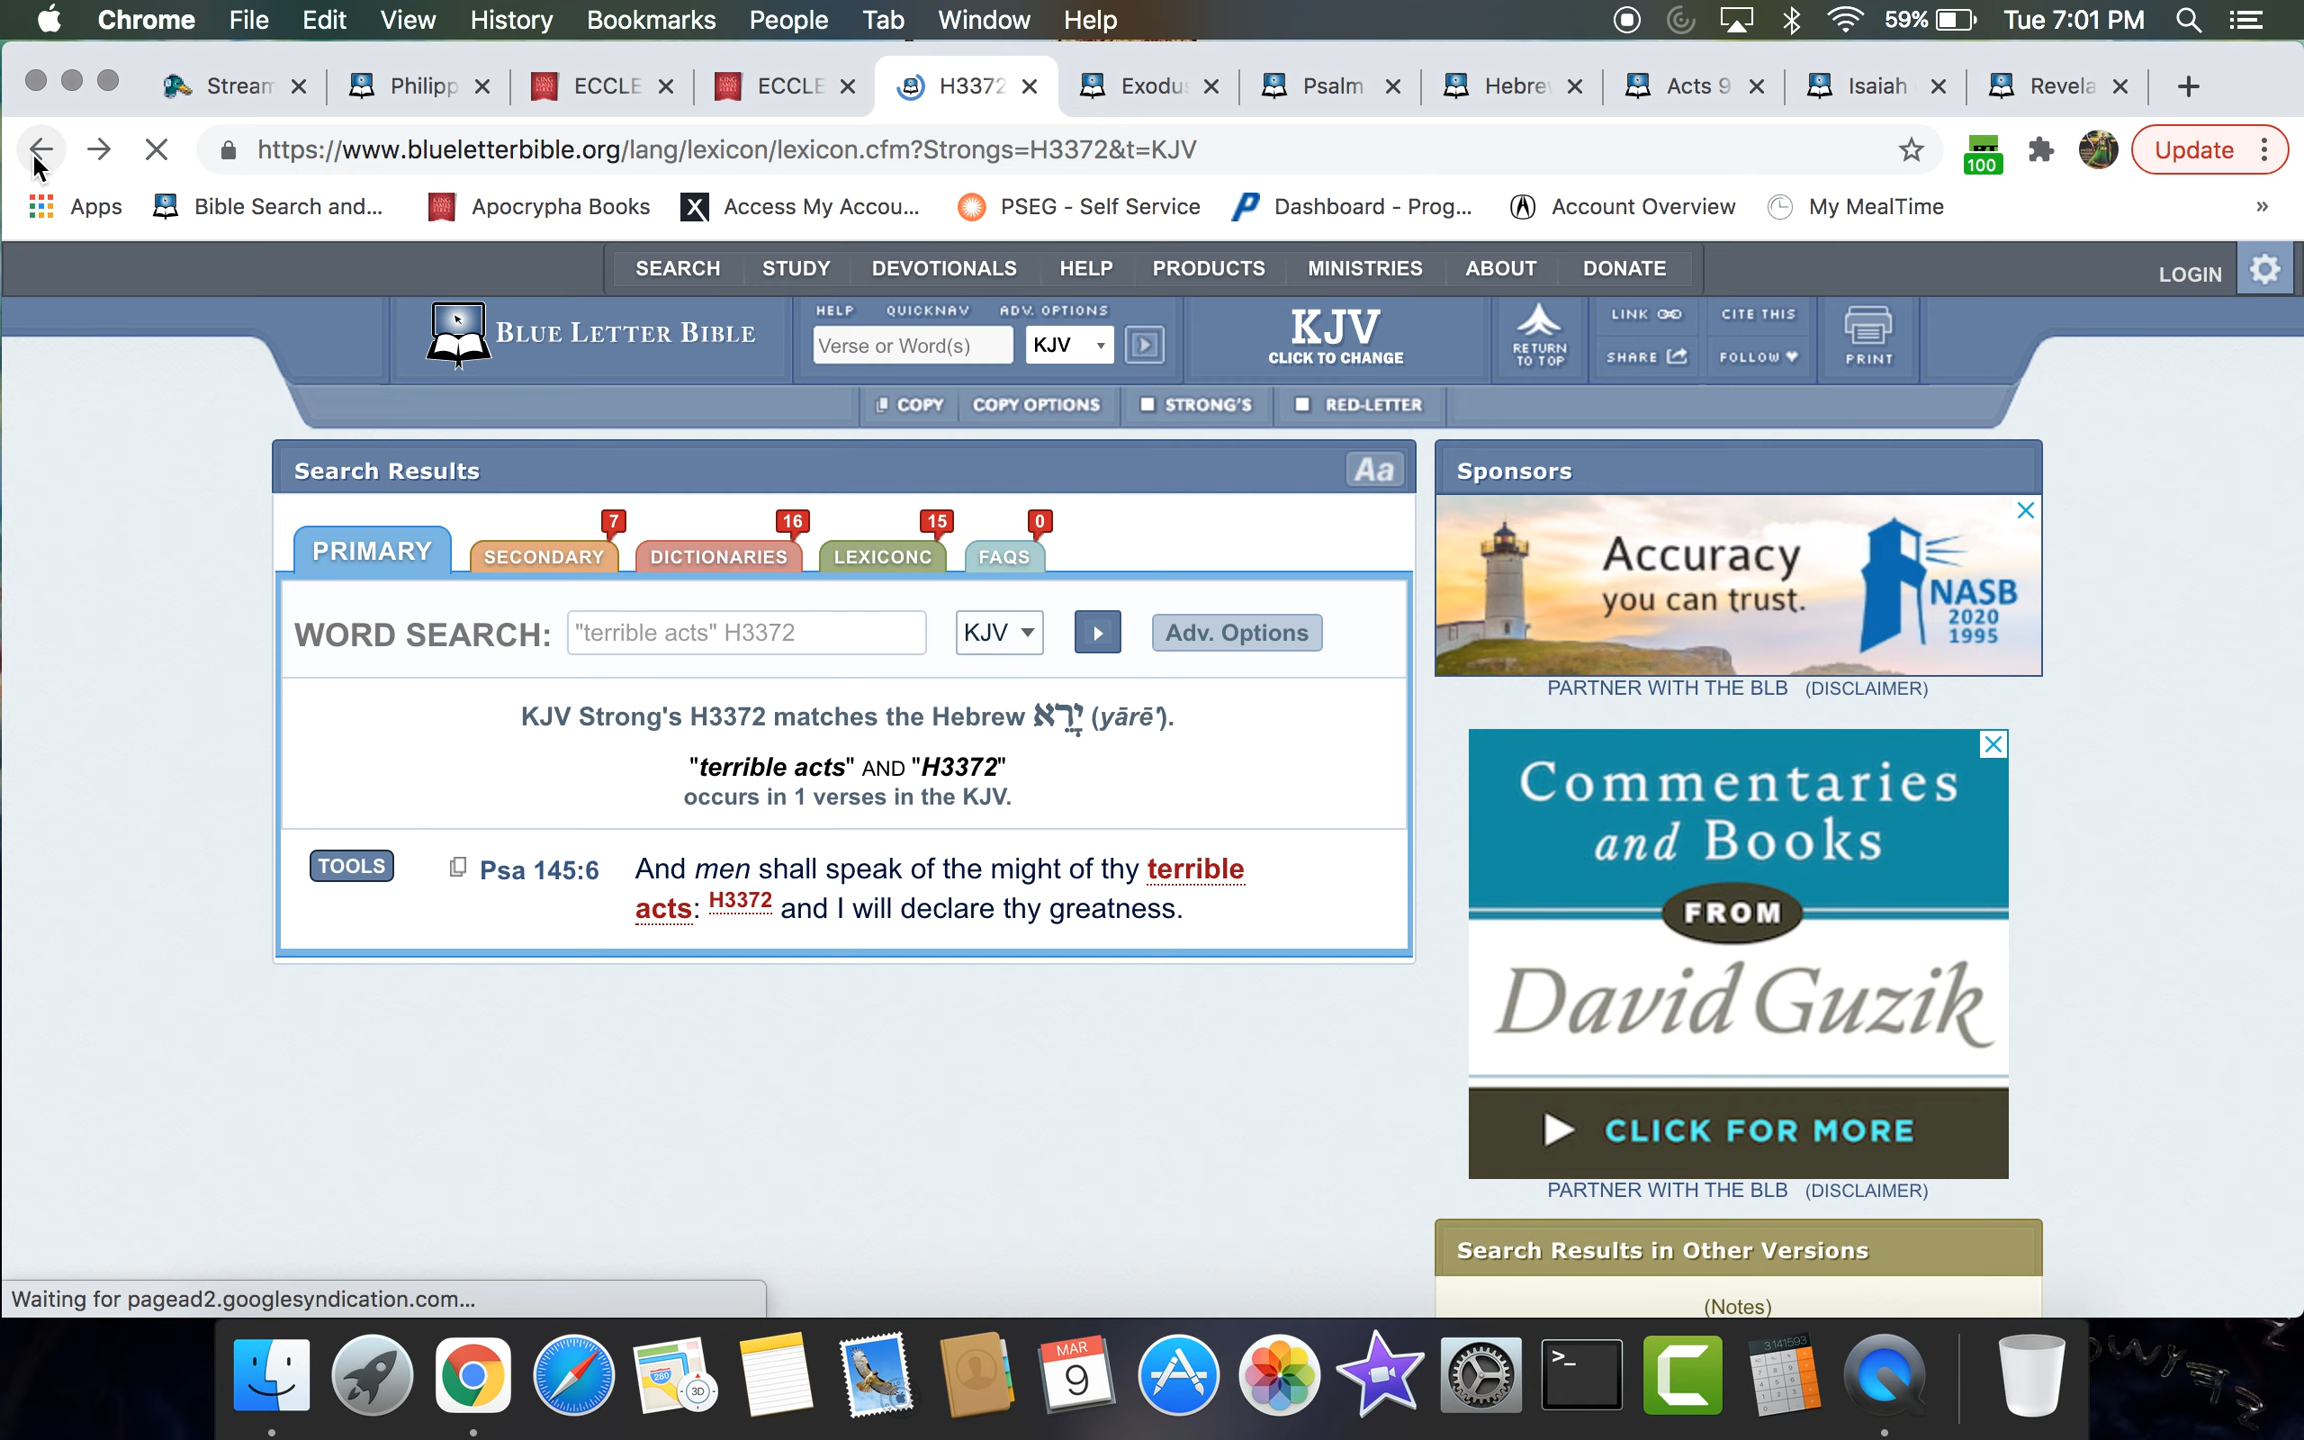 Chrome File Edit View History Bookmarks People Tab Window Help 59% Tue 7:01 PM
Stream Philipp ECCLE ECCLE H3372 Exodu Psalm Hebre Acts 9 Isaiah Revela
https://www.blueletterbible.org/lang/lexicon/lexicon.cfm?Strongs=H3372&t=KJV 100 Update
Apps Bible Search and... Apocrypha Books Access My Accou... PSEG - Self Service Dashboard - Prog... Account Overview My MealTime »
SEARCH STUDY DEVOTIONALS HELP PRODUCTS MINISTRIES ABOUT DONATE LOGIN
HELP QUICKNAV ADV. OPTIONS
BLUE LETTER BIBLE
Verse or Word(s) KJV
KJV
CLICK TO CHANGE
RETURN
TO TOP
LINK CITE THIS
SHARE FOLLOW
PRINT
COPY COPY OPTIONS STRONG'S RED-LETTER
Search Results Aa
7 16 15 0
PRIMARY SECONDARY DICTIONARIES LEXICONC FAQS
WORD SEARCH: "terrible acts" H3372 KJV Adv. Options
KJV Strong's H3372 matches the Hebrew יָרֵא (yārē').
"terrible acts" AND "H3372"
occurs in 1 verses in the KJV.
TOOLS Psa 145:6 And men shall speak of the might of thy terrible
acts: H3372 and I will declare thy greatness.
Sponsors
Accuracy
you can trust.
NASB
2020
1995
PARTNER WITH THE BLB (DISCLAIMER)
Commentaries
and Books
FROM
David Guzik
CLICK FOR MORE
PARTNER WITH THE BLB (DISCLAIMER)
Search Results in Other Versions
(Notes)
Waiting for pagead2.googlesyndication.com...
280
3D
MAR
9
>_
3.141593